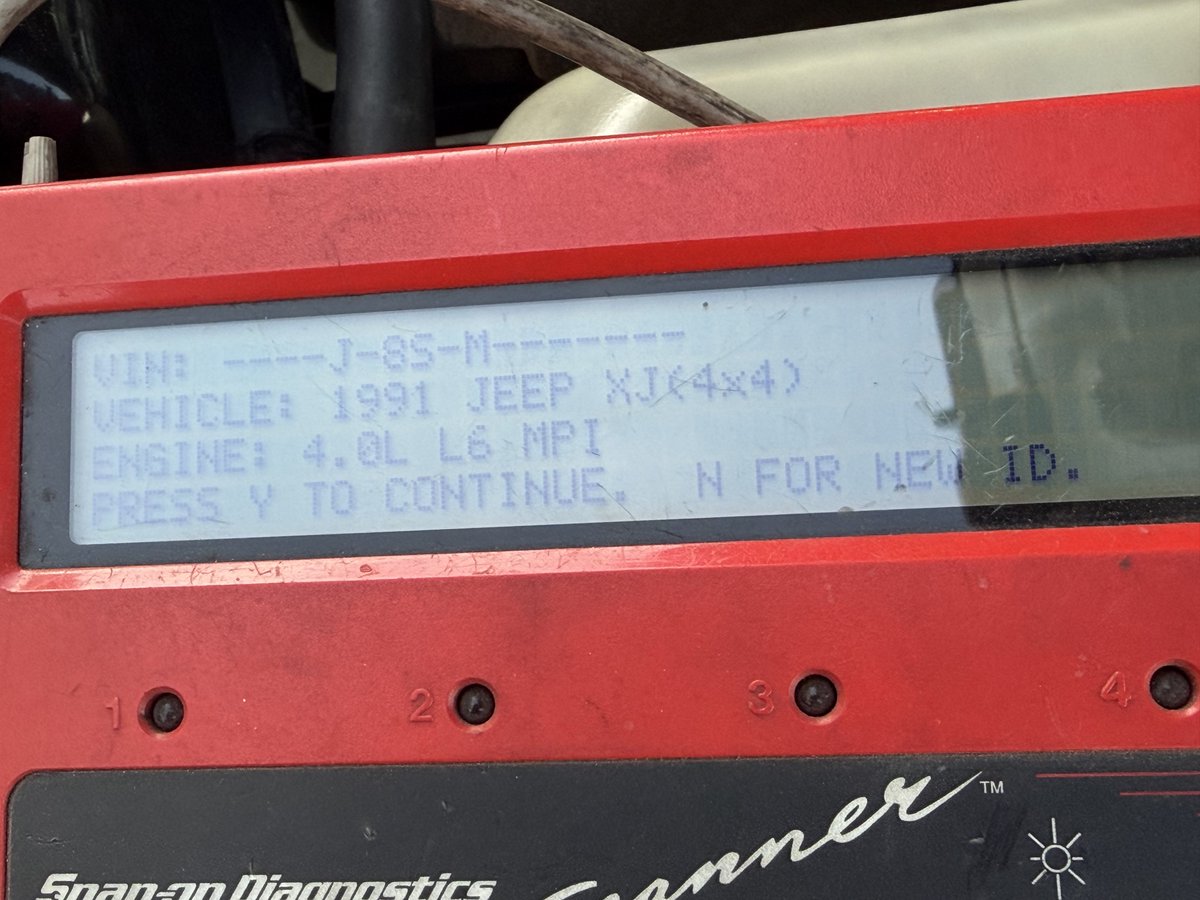 VIN: ----J-8S-M-------
VEHICLE: 1991 JEEP XJ(4x4)
ENGINE: 4.0L L6 MPI
PRESS Y TO CONTINUE. N FOR NEW ID.
1 2 3 4
Scanner™
Snap-on Diagnostics